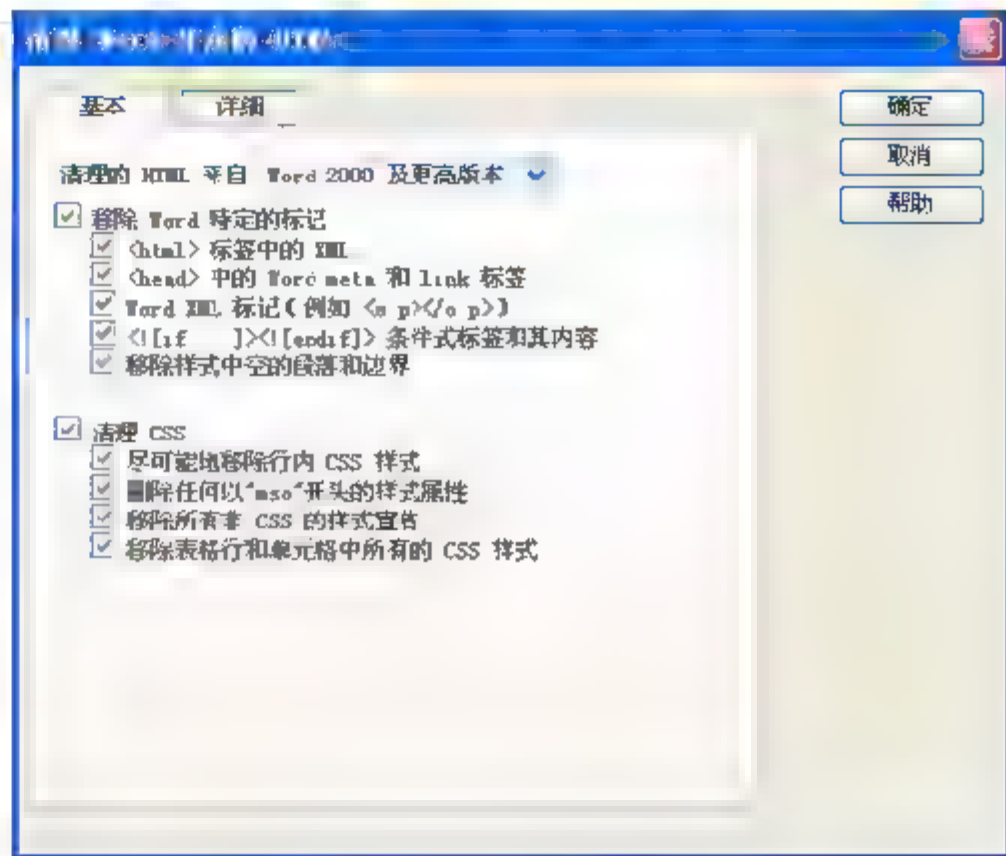 基本
详细
确定
取消
帮助
清理的 HTML 来自 Word 2000 及更高版本
移除 Word 特定的标记
<html> 标签中的 XML
<head> 中的 Word meta 和 link 标签
Word XML 标记(例如 <o p></o p>)
<![if ]><![endif]> 条件式标签和其内容
移除样式中空的段落和边界
清理 CSS
尽可能地移除行内 CSS 样式
除任何以"mso"开头的样式属性
移除所有非 CSS 的样式宣告
移除表格行和单元格中所有的 CSS 样式